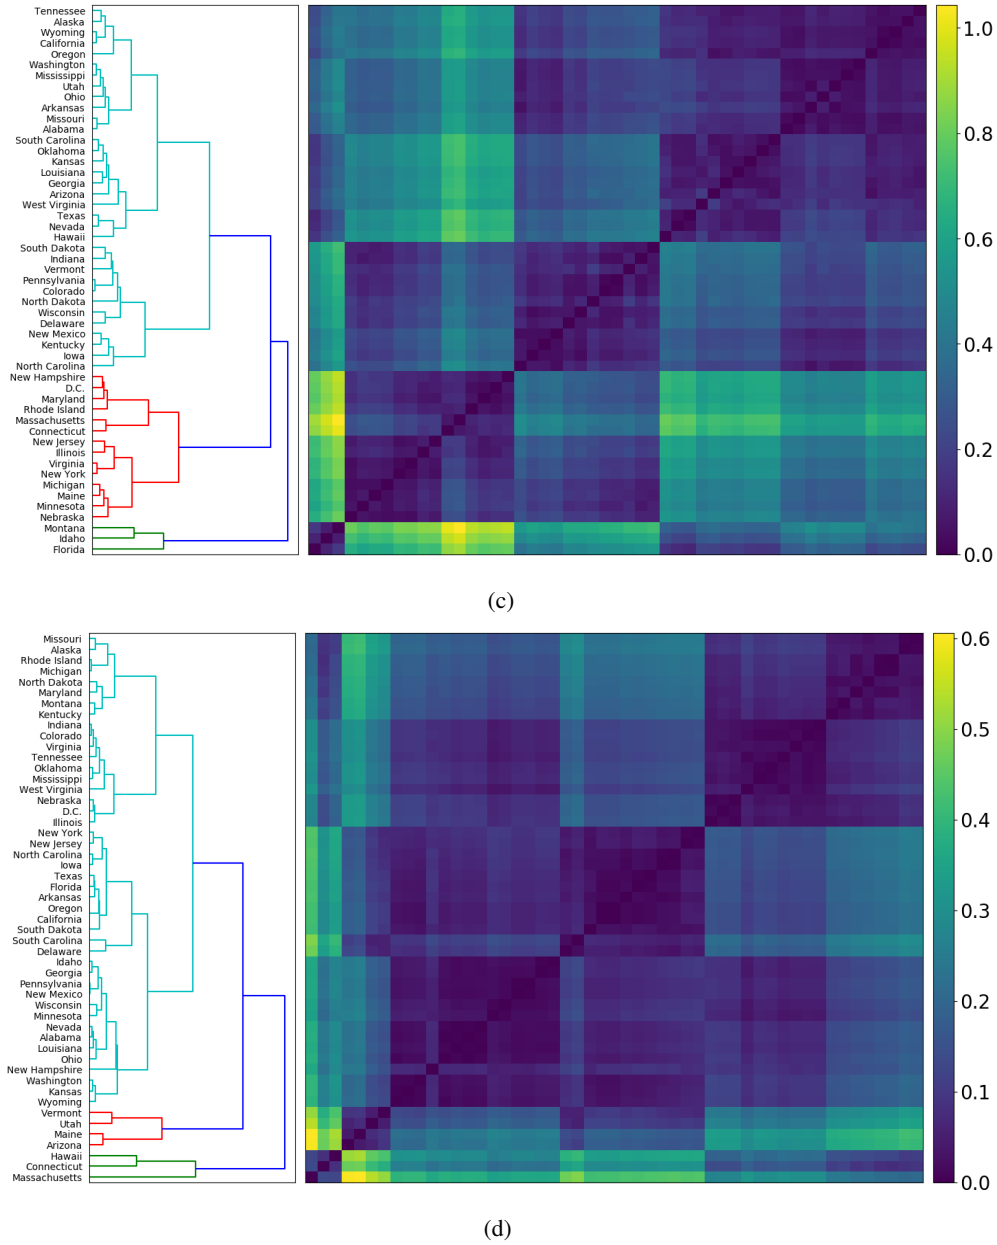 Tennessee
Alaska
Wyoming
California
Oregon
Washington
Mississippi
Utah
Ohio
Arkansas
Missouri
Alabama
South Carolina
Oklahoma
Kansas
Louisiana
Georgia
Arizona
West Virginia
Texas
Nevada
Hawaii
South Dakota
Indiana
Vermont
Pennsylvania
Colorado
North Dakota
Wisconsin
Delaware
New Mexico
Kentucky
Iowa
North Carolina
New Hampshire
D.C.
Maryland
Rhode Island
Massachusetts
Connecticut
New Jersey
Illinois
Virginia
New York
Michigan
Maine
Minnesota
Nebraska
Montana
Idaho
Florida
1.0
0.8
0.6
0.4
0.2
0.0
(c)
Missouri
Alaska
Rhode Island
Michigan
North Dakota
Maryland
Montana
Kentucky
Indiana
Colorado
Virginia
Tennessee
Oklahoma
Mississippi
West Virginia
Nebraska
D.C.
Illinois
New York
New Jersey
North Carolina
Iowa
Texas
Florida
Arkansas
Oregon
California
South Dakota
South Carolina
Delaware
Idaho
Georgia
Pennsylvania
New Mexico
Wisconsin
Minnesota
Nevada
Alabama
Louisiana
Ohio
New Hampshire
Washington
Kansas
Wyoming
Vermont
Utah
Maine
Arizona
Hawaii
Connecticut
Massachusetts
0.6
0.5
0.4
0.3
0.2
0.1
0.0
(d)